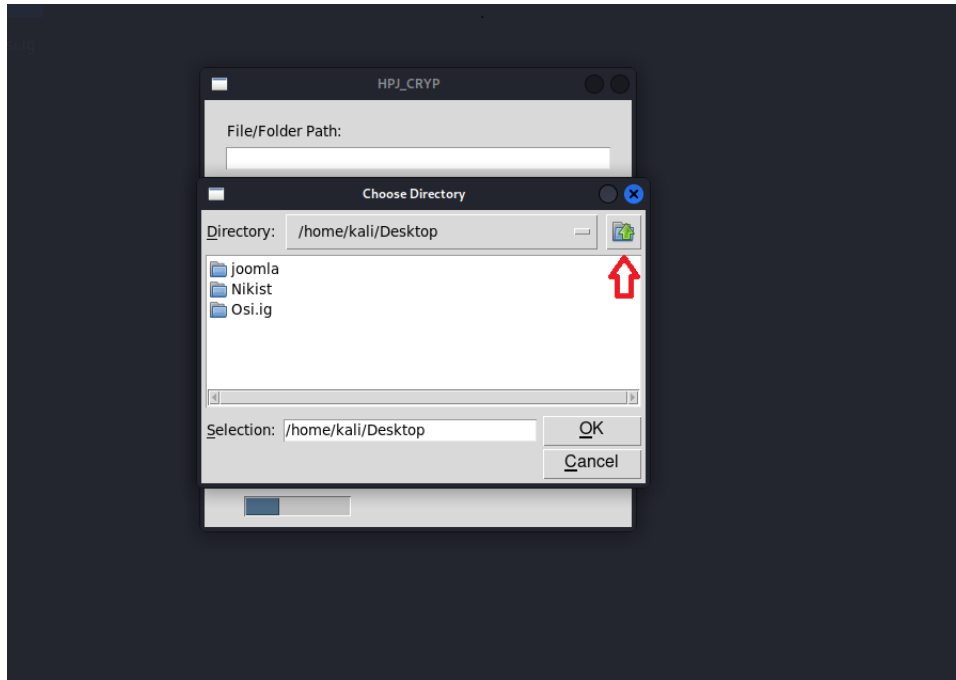 HPJ_CRYP
File/Folder Path:
Choose Directory
Directory: /home/kali/Desktop
joomla
Nikist
Osi.ig
Selection: /home/kali/Desktop OK
Cancel